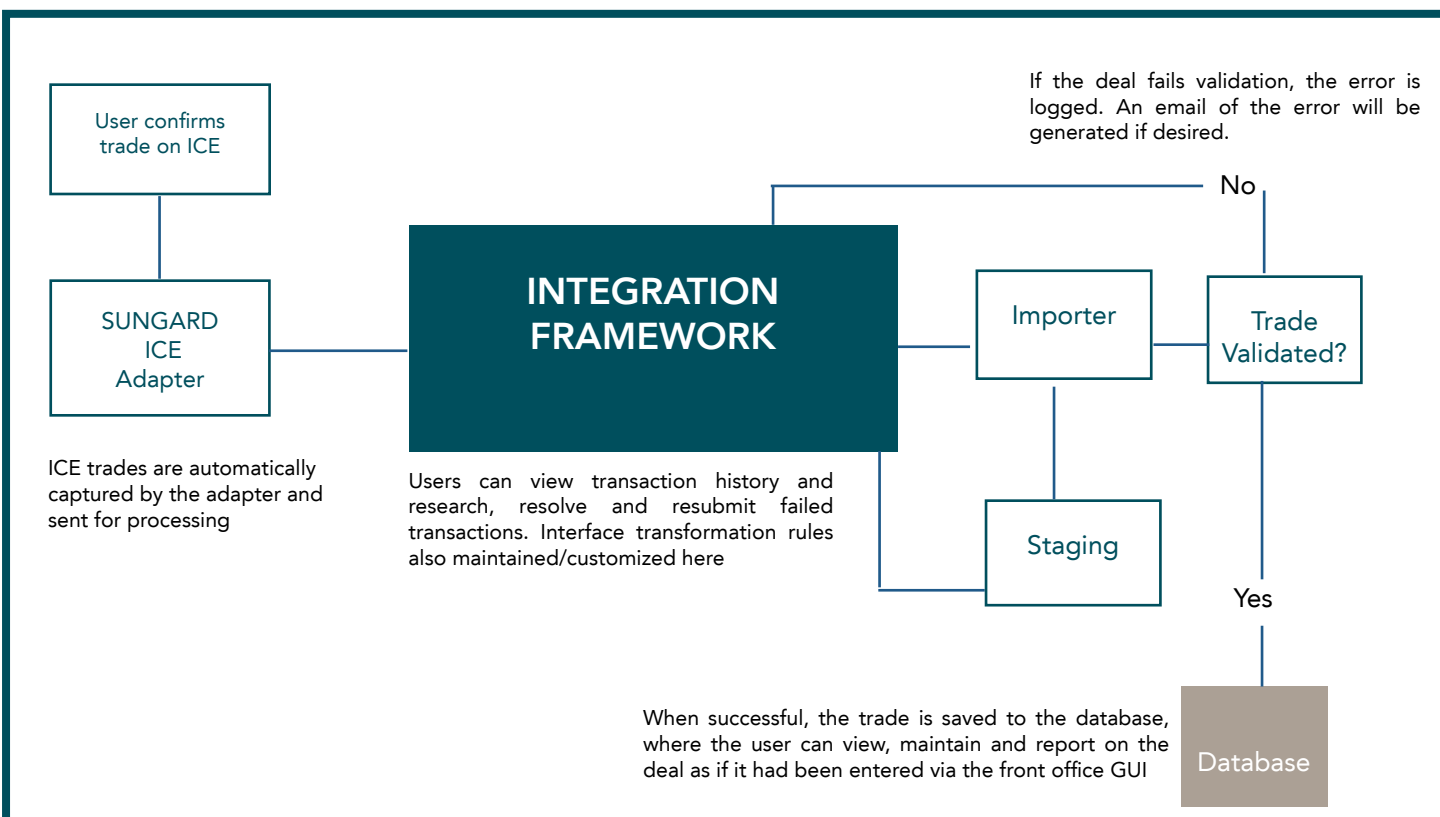 User confirms
trade on ICE
SUNGARD
ICE
Adapter
ICE trades are automatically
captured by the adapter and
sent for processing
INTEGRATION
FRAMEWORK
Users can view transaction history and
research, resolve and resubmit failed
transactions. Interface transformation rules
also maintained/customized here
If the deal fails validation, the error is
logged. An email of the error will be
generated if desired.
No
Importer
Trade
Validated?
Staging
Yes
When successful, the trade is saved to the database,
where the user can view, maintain and report on the
deal as if it had been entered via the front office GUI
Database